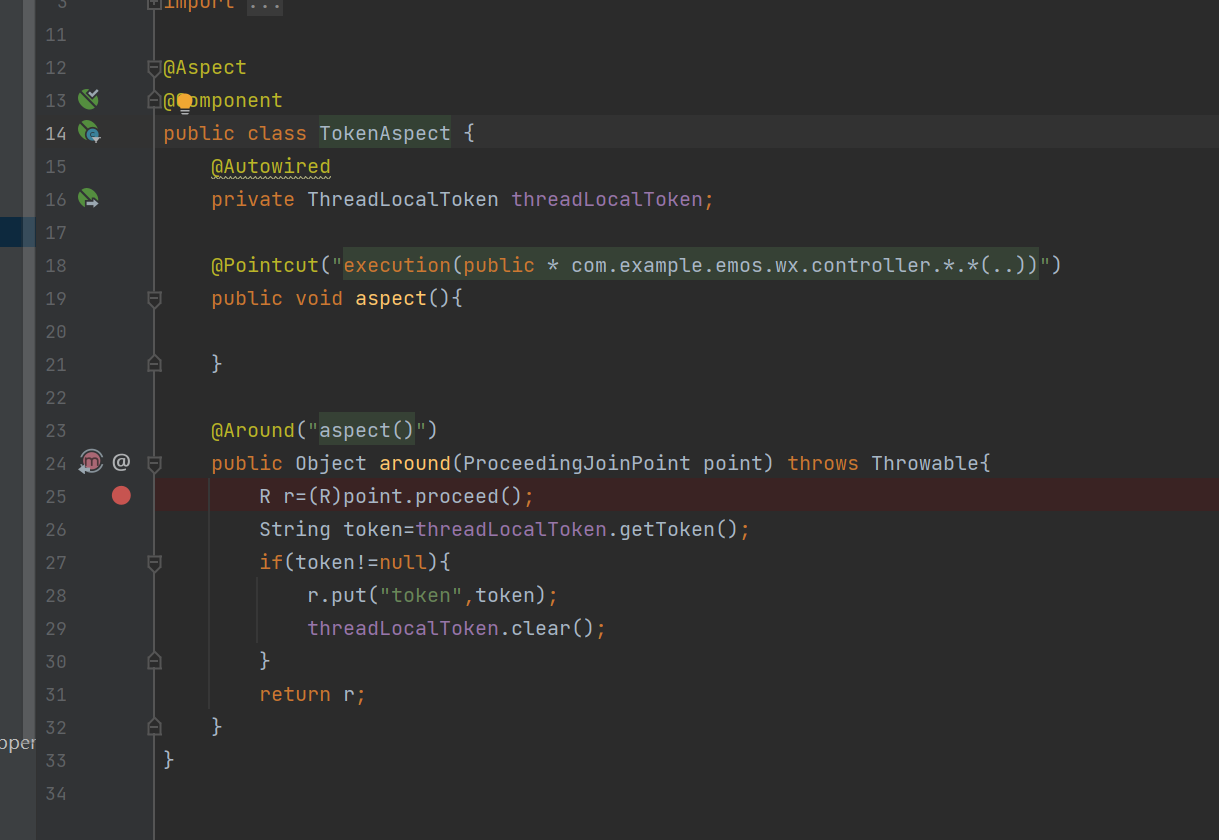 3 import ...
11
12 @Aspect
13 @Component
14 public class TokenAspect {
15 @Autowired
16 private ThreadLocalToken threadLocalToken;
17
18 @Pointcut("execution(public * com.example.emos.wx.controller.*.*(..))")
19 public void aspect(){
20
21 }
22
23 @Around("aspect()")
24 @ public Object around(ProceedingJoinPoint point) throws Throwable{
25 R r=(R)point.proceed();
26 String token=threadLocalToken.getToken();
27 if(token!=null){
28 r.put("token",token);
29 threadLocalToken.clear();
30 }
31 return r;
32 }
pper
33 }
34